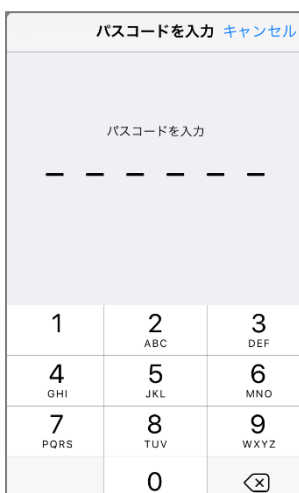 パスコードを入力 キャンセル
パスコードを入力
1 2 3
ABC DEF
4 5 6
GHI JKL MNO
7 8 9
PQRS TUV WXYZ
0